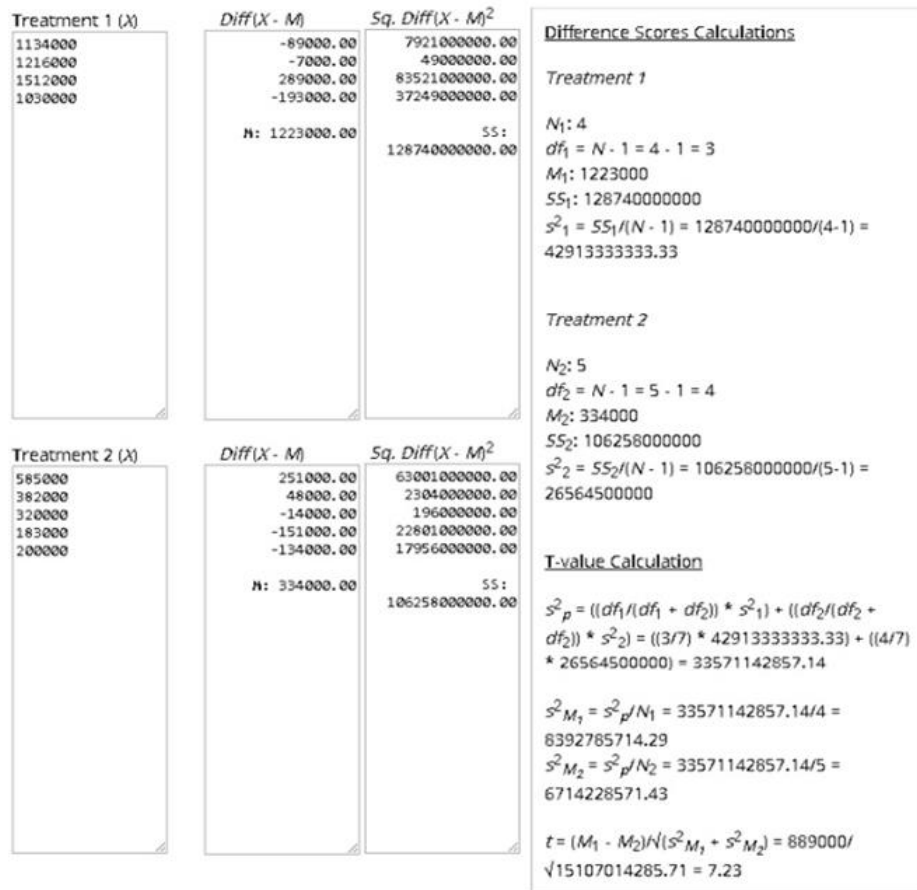 Treatment 1 (X)
Diff (X - M)
Sq. Diff (X - M)²
1134000
-89000.00
7921000000.00
1216000
-7000.00
49000000.00
1512000
289000.00
83521000000.00
1030000
-193000.00
37249000000.00
M: 1223000.00
SS:
128740000000.00
Treatment 2 (X)
Diff (X - M)
Sq. Diff (X - M)²
585000
251000.00
63001000000.00
382000
48000.00
2304000000.00
320000
-14000.00
196000000.00
183000
-151000.00
22801000000.00
200000
-134000.00
17956000000.00
M: 334000.00
SS:
106258000000.00
Difference Scores Calculations
Treatment 1
N₁: 4
df₁ = N - 1 = 4 - 1 = 3
M₁: 1223000
SS₁: 128740000000
s²₁ = SS₁/(N - 1) = 128740000000/(4-1) =
42913333333.33
Treatment 2
N₂: 5
df₂ = N - 1 = 5 - 1 = 4
M₂: 334000
SS₂: 106258000000
s²₂ = SS₂/(N - 1) = 106258000000/(5-1) =
26564500000
T-value Calculation
s²p = ((df₁/(df₁ + df₂)) * s²₁) + ((df₂/(df₂ +
df₂)) * s²₂) = ((3/7) * 42913333333.33) + ((4/7)
* 26564500000) = 33571142857.14
s²M₁ = s²p/N₁ = 33571142857.14/4 =
8392785714.29
s²M₂ = s²p/N₂ = 33571142857.14/5 =
6714228571.43
t = (M₁ - M₂)/√(s²M₁ + s²M₂) = 889000/
√15107014285.71 = 7.23